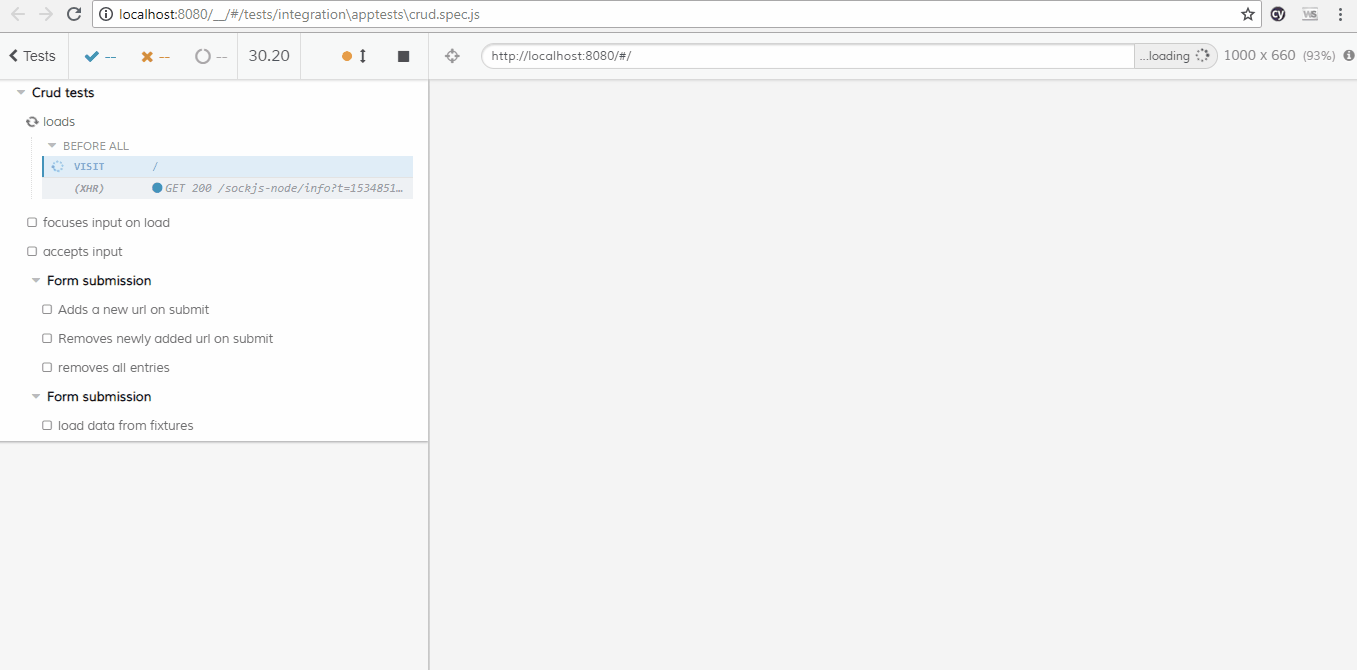 localhost:8080/__/#/tests/integration\apptests\crud.spec.js
Tests -- -- -- 30.20 http://localhost:8080/#/ ...loading 1000 x 660 (93%)
Crud tests
loads
BEFORE ALL
VISIT /
(XHR) GET 200 /sockjs-node/info?t=1534851…
focuses input on load
accepts input
Form submission
Adds a new url on submit
Removes newly added url on submit
removes all entries
Form submission
load data from fixtures